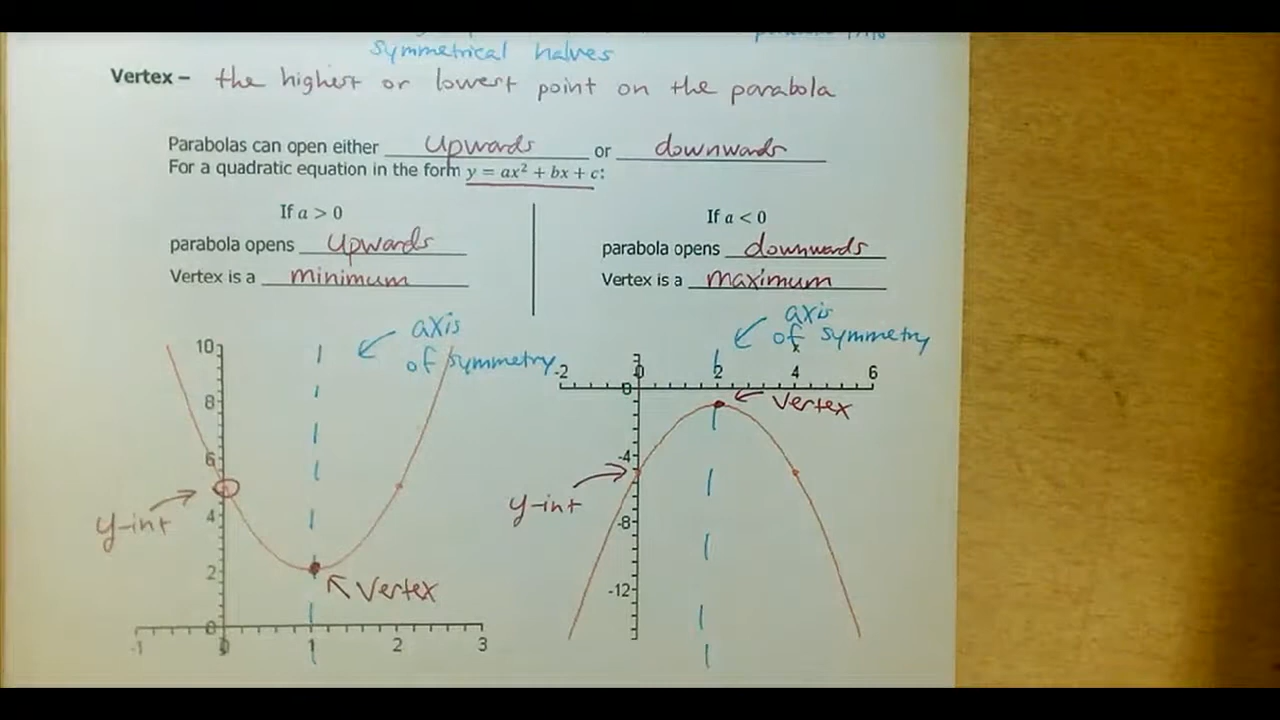 symmetrical halves
Vertex – the highest or lowest point on the parabola
Parabolas can open either upwards or downwards
For a quadratic equation in the form y = ax² + bx + c:
If a > 0
parabola opens upwards
Vertex is a minimum
If a < 0
parabola opens downwards
Vertex is a maximum
axis
of symmetry
10
8
6
4
2
0
-1
0
1
2
3
y-int
Vertex
axis
of symmetry
x
-2
0
2
4
6
0
-4
-8
-12
Vertex
y-int